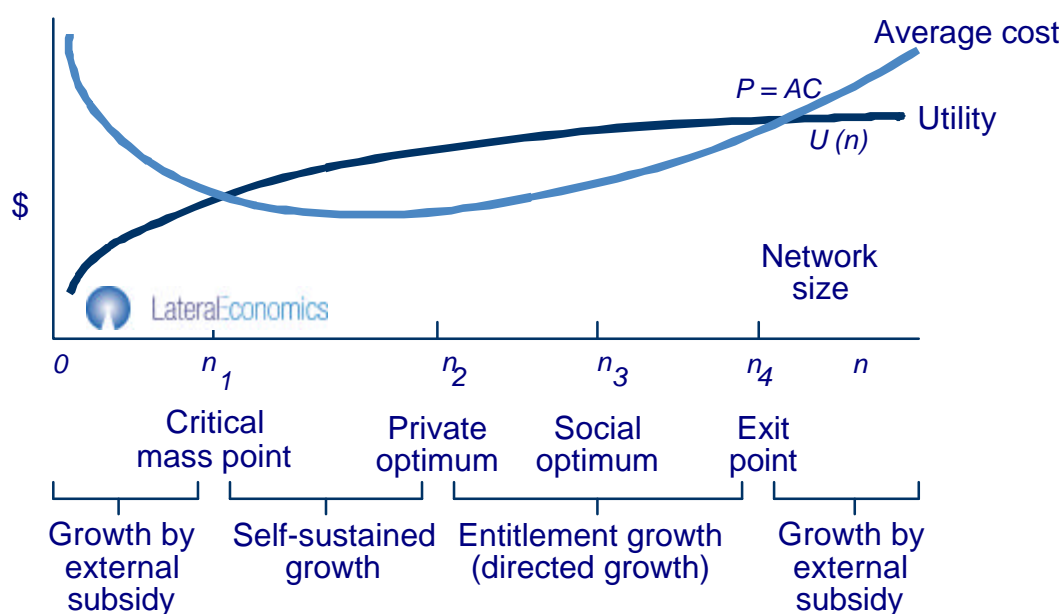 Average cost
P = AC
Utility
U (n)
$
Network
size
LateralEconomics
0
n1
n2
n3
n4
n
Critical
mass point
Private
optimum
Social
optimum
Exit
point
Growth by
external
subsidy
Self-sustained
growth
Entitlement growth
(directed growth)
Growth by
external
subsidy